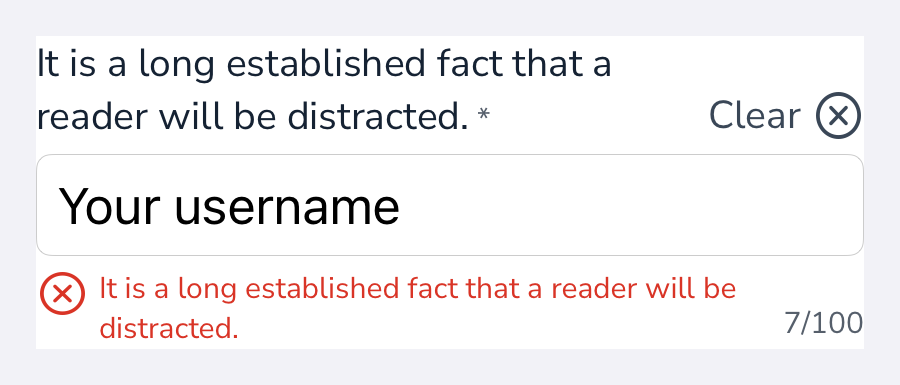 It is a long established fact that a
reader will be distracted. *
Clear
Your username
It is a long established fact that a reader will be
distracted.
7/100